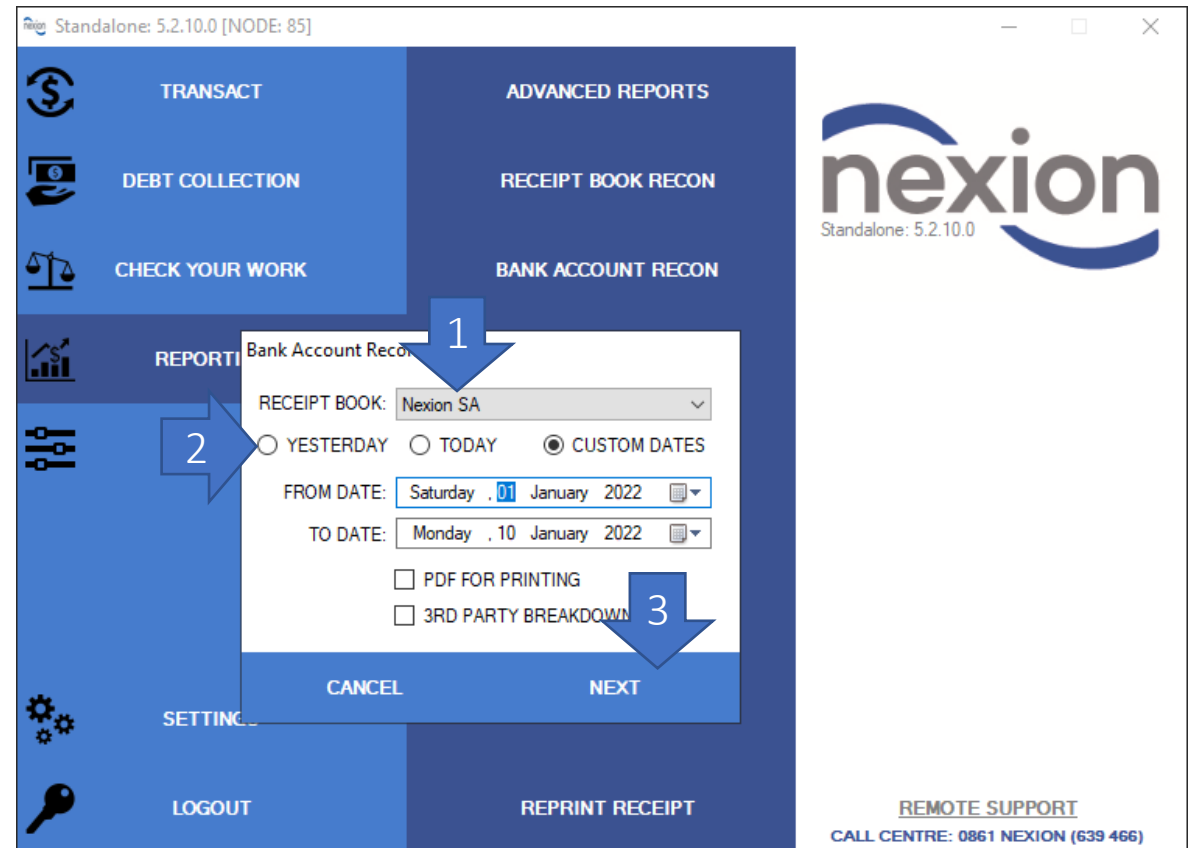 nexion Standalone: 5.2.10.0 [NODE: 85]
TRANSACT
ADVANCED REPORTS
DEBT COLLECTION
RECEIPT BOOK RECON
CHECK YOUR WORK
BANK ACCOUNT RECON
nexion
Standalone: 5.2.10.0
REPORTI
Bank Account Reco
1
RECEIPT BOOK: Nexion SA
2
YESTERDAY TODAY CUSTOM DATES
FROM DATE: Saturday , 01 January 2022
TO DATE: Monday , 10 January 2022
PDF FOR PRINTING
3RD PARTY BREAKDOWN
3
CANCEL NEXT
SETTINGS
LOGOUT
REPRINT RECEIPT
REMOTE SUPPORT
CALL CENTRE: 0861 NEXION (639 466)